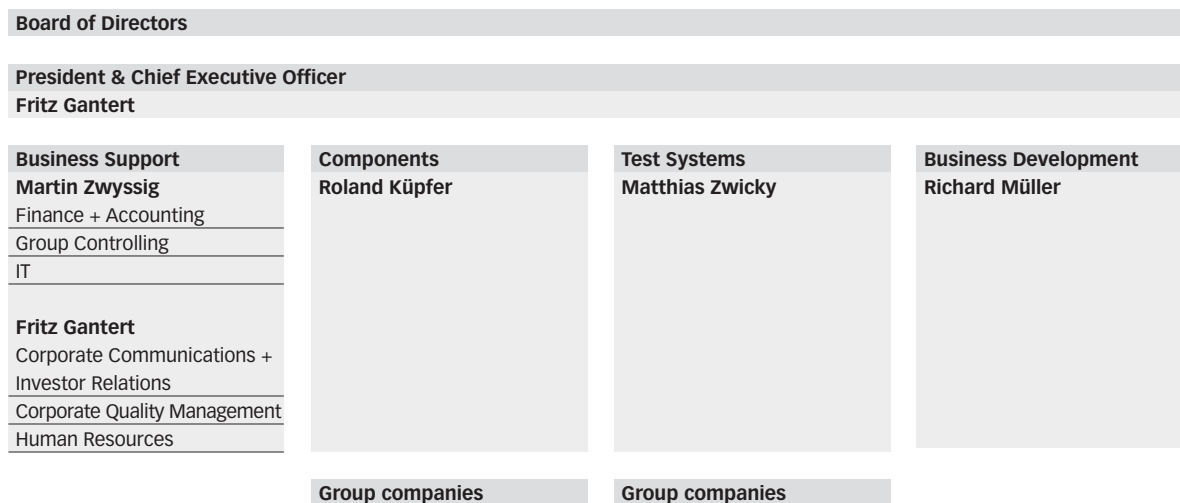 Board of Directors
President & Chief Executive Officer
Fritz Gantert
Business Support
Martin Zwyssig
Finance + Accounting
Group Controlling
IT
Fritz Gantert
Corporate Communications +
Investor Relations
Corporate Quality Management
Human Resources
Components
Roland Küpfer
Group companies
Test Systems
Matthias Zwicky
Group companies
Business Development
Richard Müller